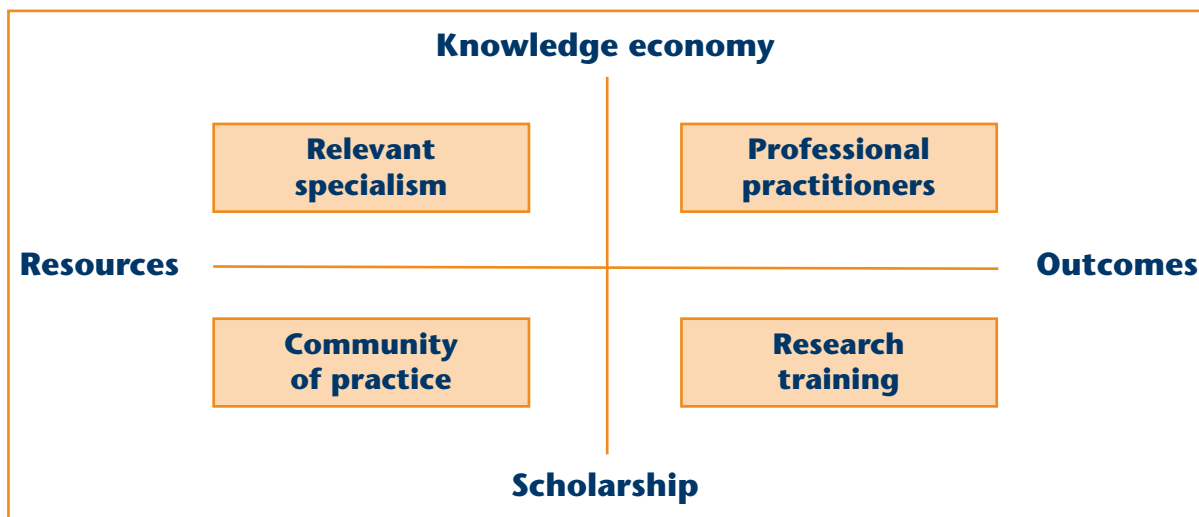 Knowledge economy
Relevant
specialism
Professional
practitioners
Resources
Outcomes
Community
of practice
Research
training
Scholarship